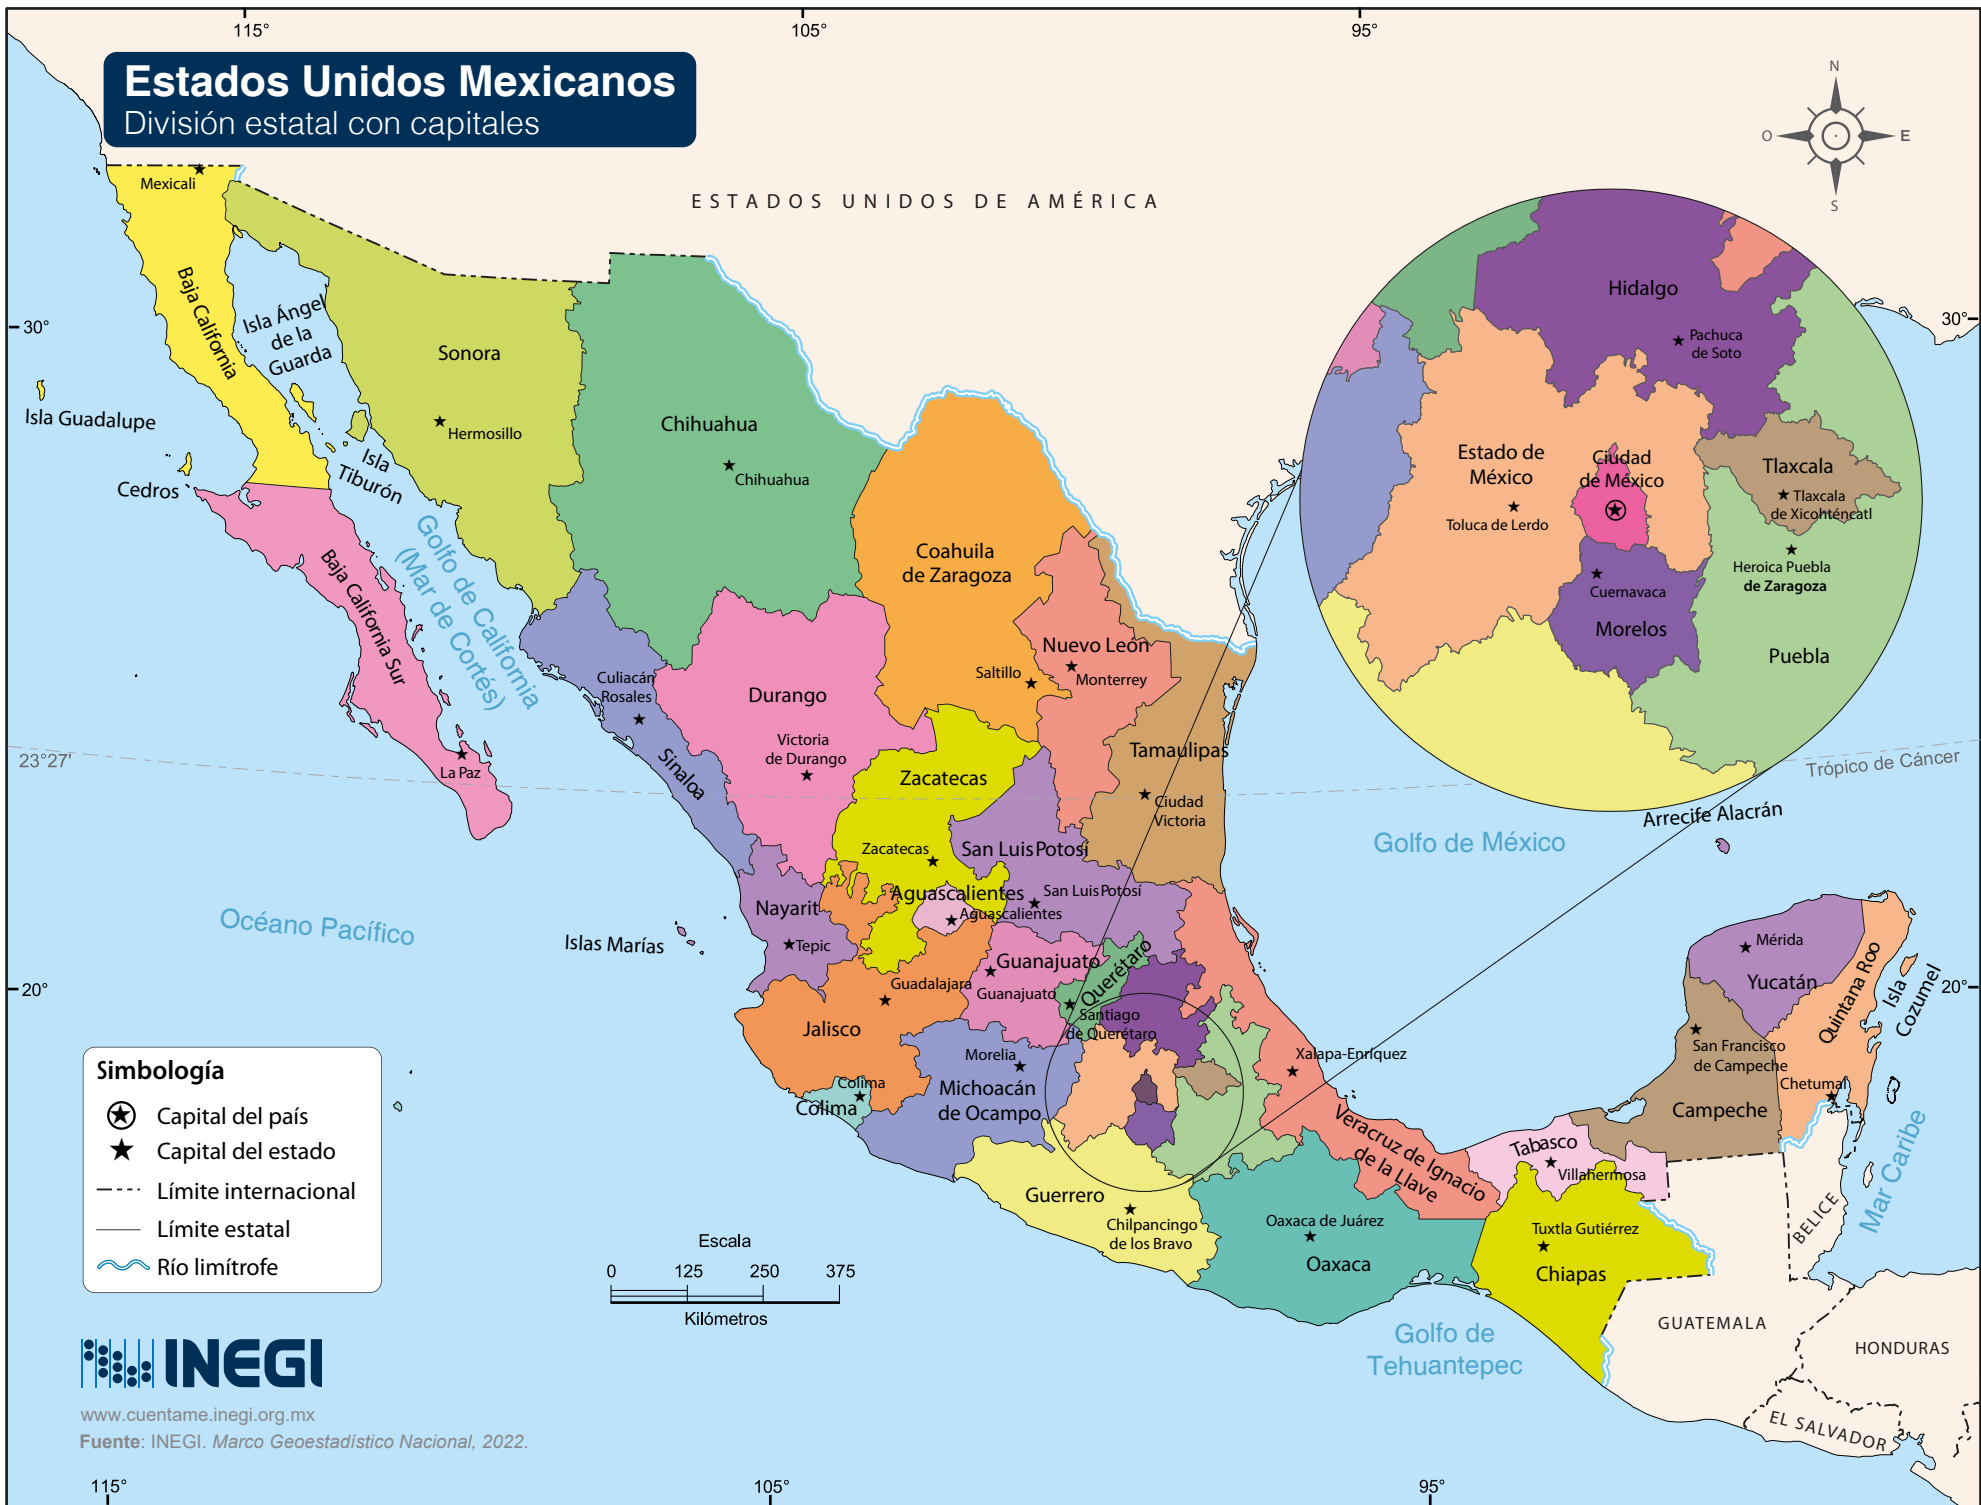 115°
105°
95°
Estados Unidos Mexicanos
División estatal con capitales
N
O
E
S
ESTADOS UNIDOS DE AMÉRICA
Mexicali
Baja California
Isla Ángel
de la
Guarda
30°
30°
Sonora
Hermosillo
Isla Guadalupe
Cedros
Isla
Tiburón
Golfo de California
(Mar de Cortés)
Baja California Sur
La Paz
Chihuahua
Chihuahua
Coahuila
de Zaragoza
Saltillo
Nuevo León
Monterrey
Culiacán
Rosales
Sinaloa
Durango
Victoria
de Durango
Tamaulipas
Ciudad
Victoria
Zacatecas
Zacatecas
San Luis Potosí
San Luis Potosí
Aguascalientes
Aguascalientes
Nayarit
Tepic
Islas Marías
Océano Pacífico
Guanajuato
Guanajuato
Querétaro
Santiago
de Querétaro
Guadalajara
Jalisco
Colima
Colima
Morelia
Michoacán
de Ocampo
Guerrero
Chilpancingo
de los Bravo
Xalapa-Enríquez
Veracruz de Ignacio
de la Llave
Oaxaca de Juárez
Oaxaca
Tabasco
Villahermosa
Tuxtla Gutiérrez
Chiapas
Hidalgo
Pachuca
de Soto
Estado de
México
Toluca de Lerdo
Ciudad
de México
Tlaxcala
Tlaxcala
de Xicohténcatl
Heroica Puebla
de Zaragoza
Cuernavaca
Morelos
Puebla
23°27'
Trópico de Cáncer
Arrecife Alacrán
Golfo de México
Mérida
Yucatán
Quintana Roo
Isla
Cozumel
San Francisco
de Campeche
Campeche
Chetumal
20°
20°
Mar Caribe
BELICE
GUATEMALA
HONDURAS
EL SALVADOR
Golfo de
Tehuantepec
Simbología
Capital del país
Capital del estado
Límite internacional
Límite estatal
Río limítrofe
Escala
0 125 250 375
Kilómetros
INEGI
www.cuentame.inegi.org.mx
Fuente: INEGI. Marco Geoestadístico Nacional, 2022.
115°
105°
95°